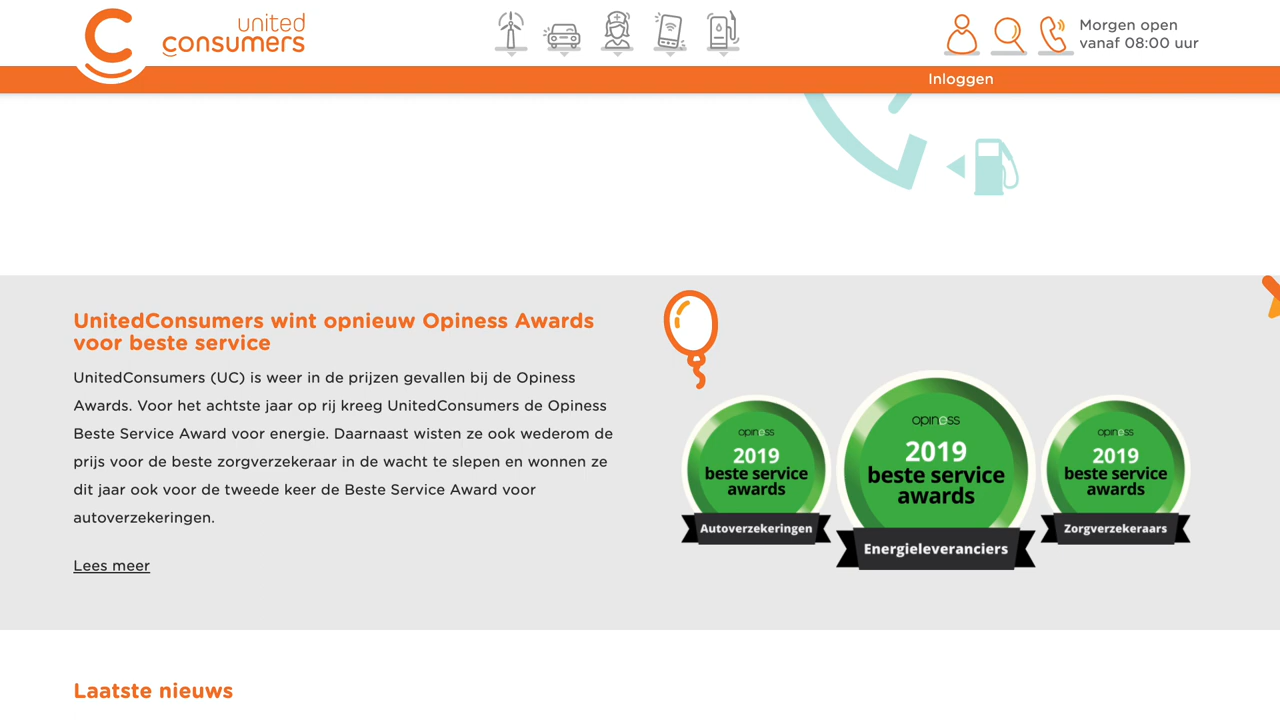 united
consumers
Morgen open
vanaf 08:00 uur
Inloggen
UnitedConsumers wint opnieuw Opiness Awards
voor beste service
UnitedConsumers (UC) is weer in de prijzen gevallen bij de Opiness
Awards. Voor het achtste jaar op rij kreeg UnitedConsumers de Opiness
Beste Service Award voor energie. Daarnaast wisten ze ook wederom de
prijs voor de beste zorgverzekeraar in de wacht te slepen en wonnen ze
dit jaar ook voor de tweede keer de Beste Service Award voor
autoverzekeringen.
Lees meer
opiness
2019
beste service
awards
Autoverzekeringen
opiness
2019
beste service
awards
Energieleveranciers
opiness
2019
beste service
awards
Zorgverzekeraars
Laatste nieuws